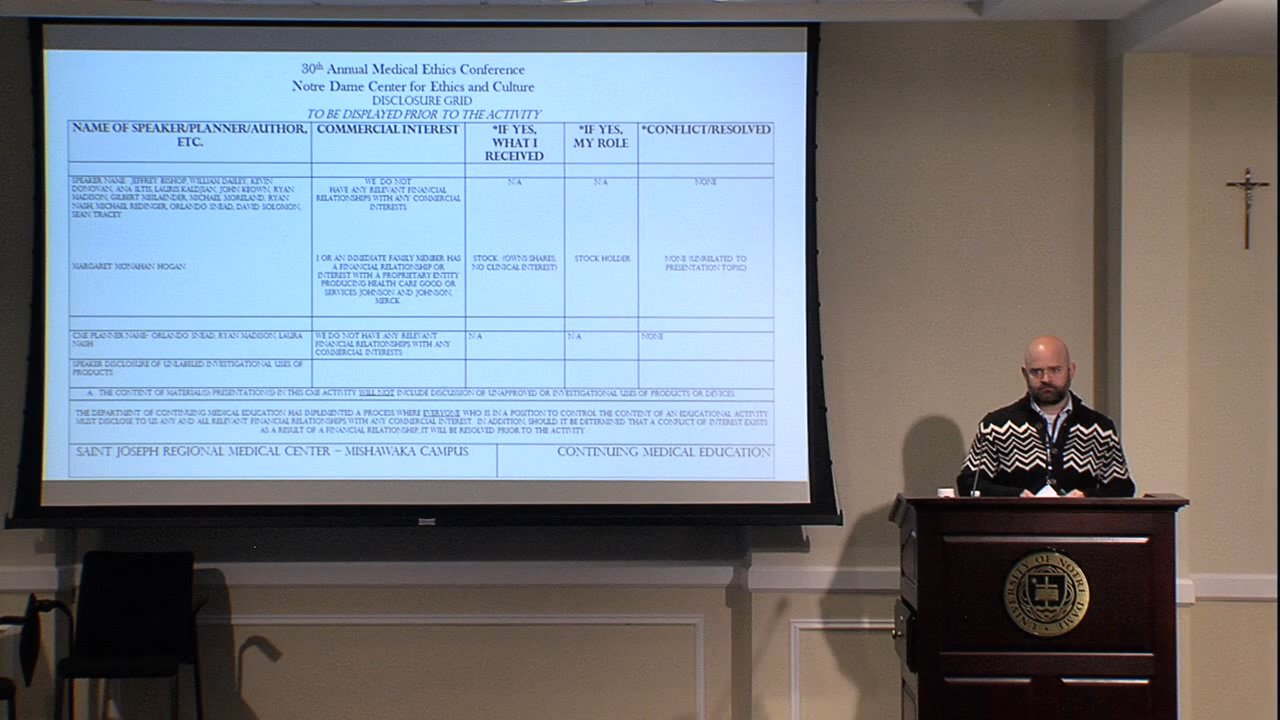 30th Annual Medical Ethics Conference
Notre Dame Center for Ethics and Culture
DISCLOSURE GRID
TO BE DISPLAYED PRIOR TO THE ACTIVITY
NAME OF SPEAKER/PLANNER/AUTHOR, ETC.
COMMERCIAL INTEREST
*IF YES, WHAT I RECEIVED
*IF YES, MY ROLE
*CONFLICT/RESOLVED
SPEAKER NAME: JEFFREY BISHOP, WILLIAM DAILEY, KEVIN
DONOVAN, ANA ILTIS, LAURIS KALDJIAN, JOHN KEOWN, RYAN
MADISON, GILBERT MEILAENDER, MICHAEL MORELAND, RYAN
NASH, MICHAEL REDINGER, ORLANDO SNEAD, DAVID SOLOMON,
SEAN TRACEY
WE DO NOT
HAVE ANY RELEVANT FINANCIAL
RELATIONSHIPS WITH ANY COMMERCIAL
INTERESTS
N/A
N/A
NONE
MARGARET MONAHAN HOGAN
I OR AN IMMEDIATE FAMILY MEMBER HAS
A FINANCIAL RELATIONSHIP OR
INTEREST WITH A PROPRIETARY ENTITY
PRODUCING HEALTH CARE GOOD OR
SERVICES JOHNSON AND JOHNSON,
MERCK
STOCK (OWNS SHARES,
NO CLINICAL INTEREST)
STOCK HOLDER
NONE (UNRELATED TO
PRESENTATION TOPIC)
CME PLANNER NAME- ORLANDO SNEAD, RYAN MADISON, LAURA
NASH
WE DO NOT HAVE ANY RELEVANT
FINANCIAL RELATIONSHIPS WITH ANY
COMMERCIAL INTERESTS
N/A
N/A
NONE
SPEAKER DISCLOSURE OF UNLABELED/INVESTIGATIONAL USES OF
PRODUCTS
A. THE CONTENT OF MATERIAL(S)/PRESENTATION(S) IN THIS CME ACTIVITY WILL NOT INCLUDE DISCUSSION OF UNAPPROVED OR INVESTIGATIONAL USES OF PRODUCTS OR DEVICES.
THE DEPARTMENT OF CONTINUING MEDICAL EDUCATION HAS IMPLEMENTED A PROCESS WHERE EVERYONE WHO IS IN A POSITION TO CONTROL THE CONTENT OF AN EDUCATIONAL ACTIVITY
MUST DISCLOSE TO US ANY AND ALL RELEVANT FINANCIAL RELATIONSHIPS WITH ANY COMMERCIAL INTEREST. IN ADDITION, SHOULD IT BE DETERMINED THAT A CONFLICT OF INTEREST EXISTS
AS A RESULT OF A FINANCIAL RELATIONSHIP, IT WILL BE RESOLVED PRIOR TO THE ACTIVITY
SAINT JOSEPH REGIONAL MEDICAL CENTER – MISHAWAKA CAMPUS
CONTINUING MEDICAL EDUCATION
UNIVERSITY OF NOTRE DAME